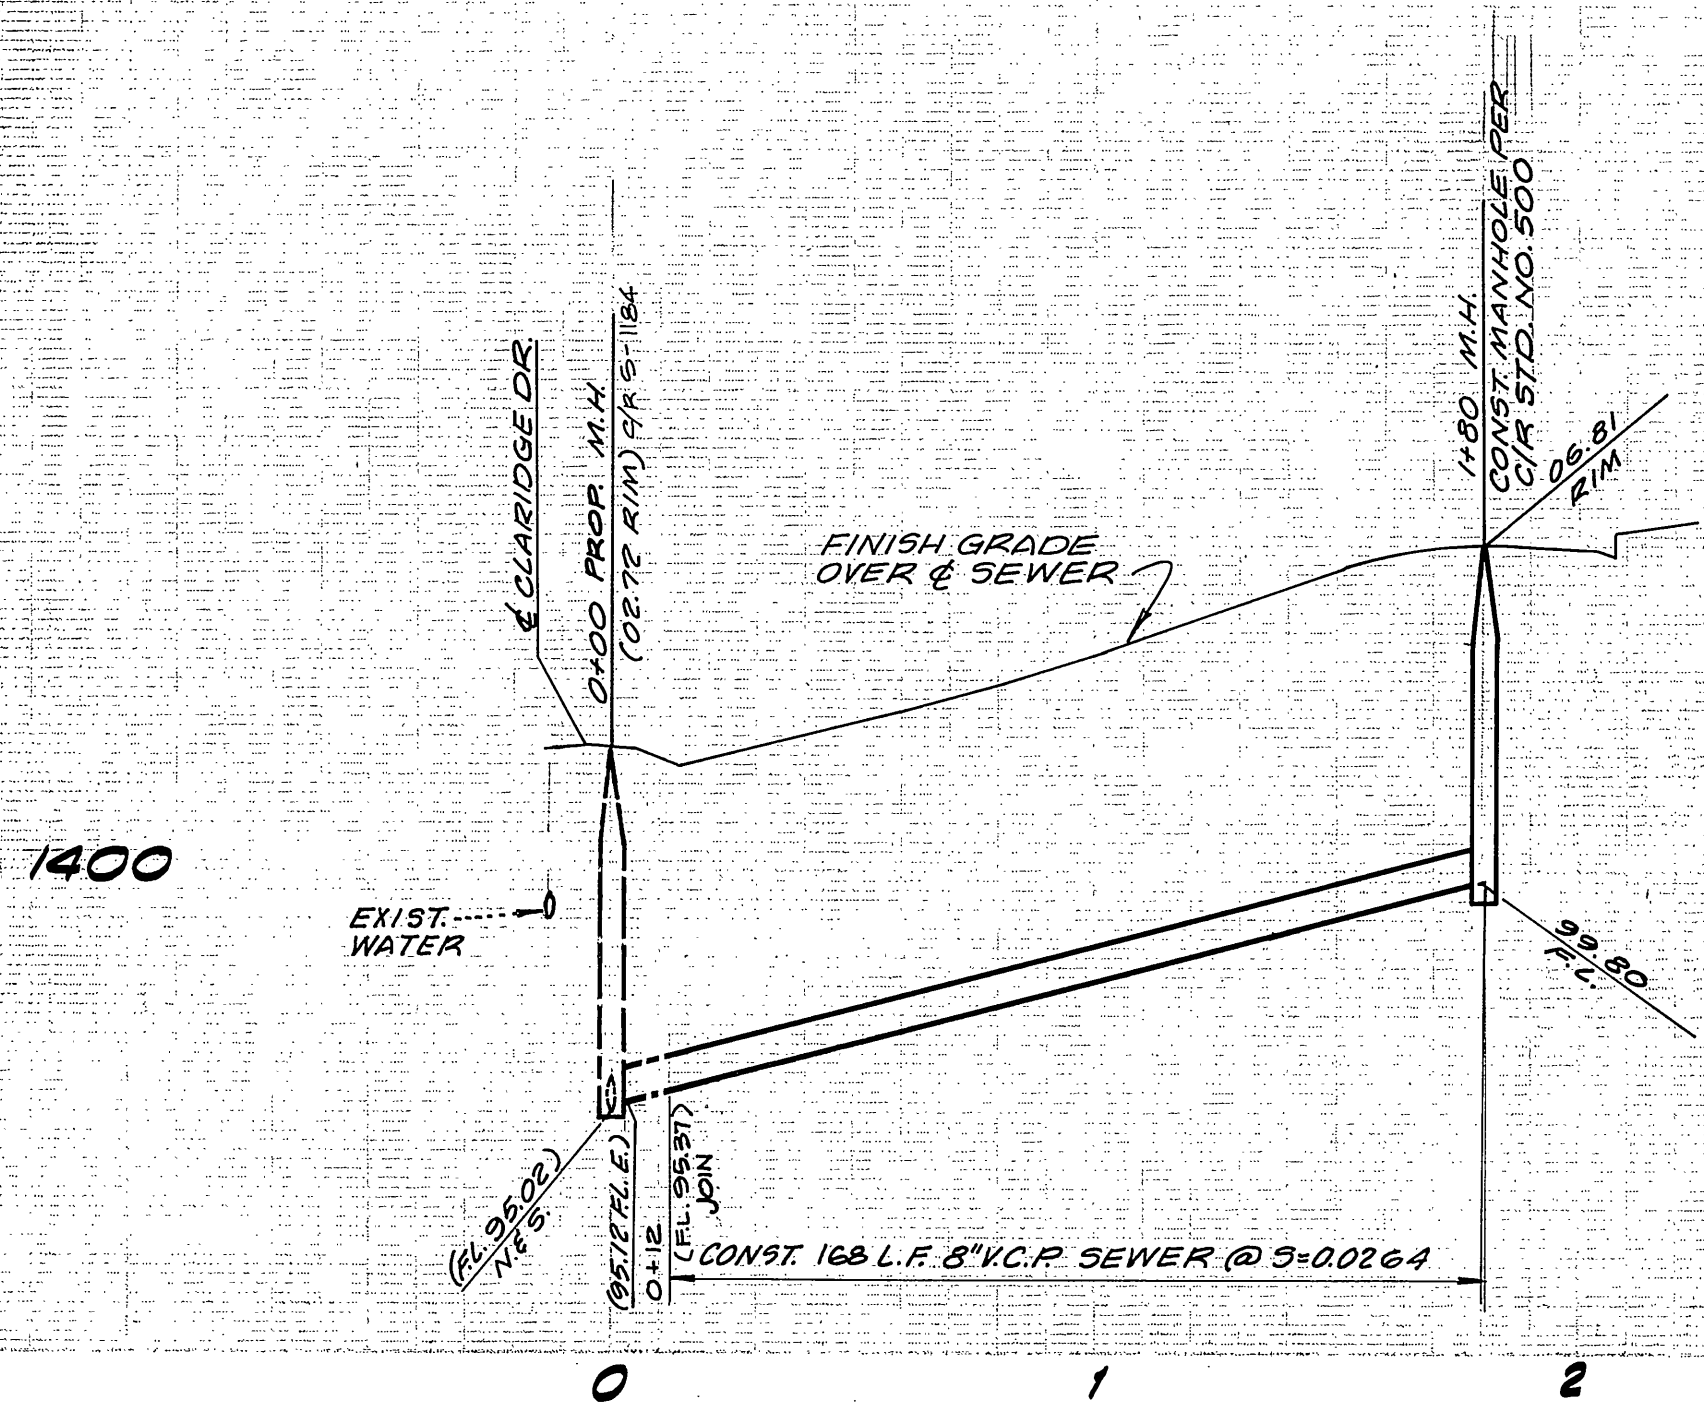 ℄ CLARIDGE DR.
0+00 PROP. M.H.
(02.72 RIM) C/R S-1184
1+80 M.H.
CONST. MANHOLE PER
C/R STD. NO. 500
06.81
RIM
FINISH GRADE
OVER ℄ SEWER
1400
EXIST.
WATER
99.80
F.L.
(F.L. 95.02)
N.& S.
(95.12 F.L. E.)
0+12
(F.L. 95.37)
JOIN
CONST. 168 L.F. 8" V.C.P. SEWER @ S=0.0264
0 1 2